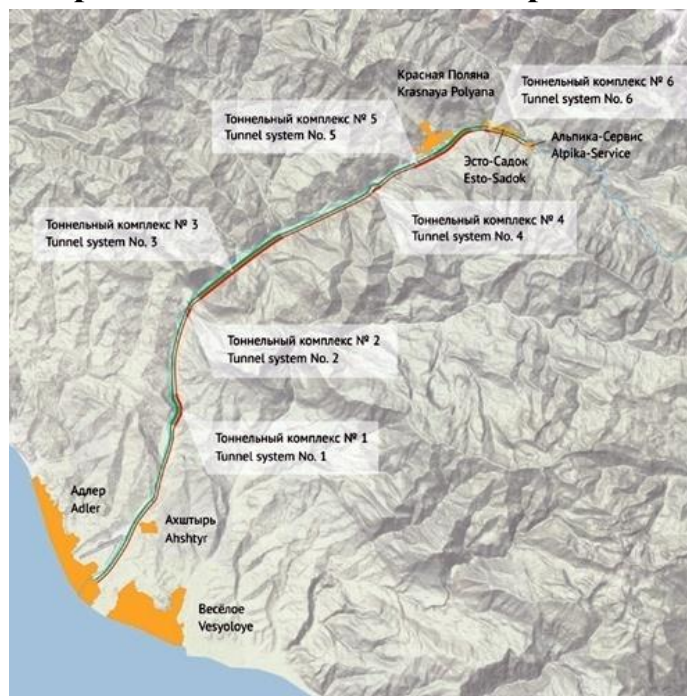 Красная Поляна
Krasnaya Polyana
Тоннельный комплекс № 6
Tunnel system No. 6
Тоннельный комплекс № 5
Tunnel system No. 5
Альпика-Сервис
Alpika-Service
Эсто-Садок
Esto-Sadok
Тоннельный комплекс № 3
Tunnel system No. 3
Тоннельный комплекс № 4
Tunnel system No. 4
Тоннельный комплекс № 2
Tunnel system No. 2
Тоннельный комплекс № 1
Tunnel system No. 1
Адлер
Adler
Ахштырь
Ahshtyr
Весёлое
Vesyoloye